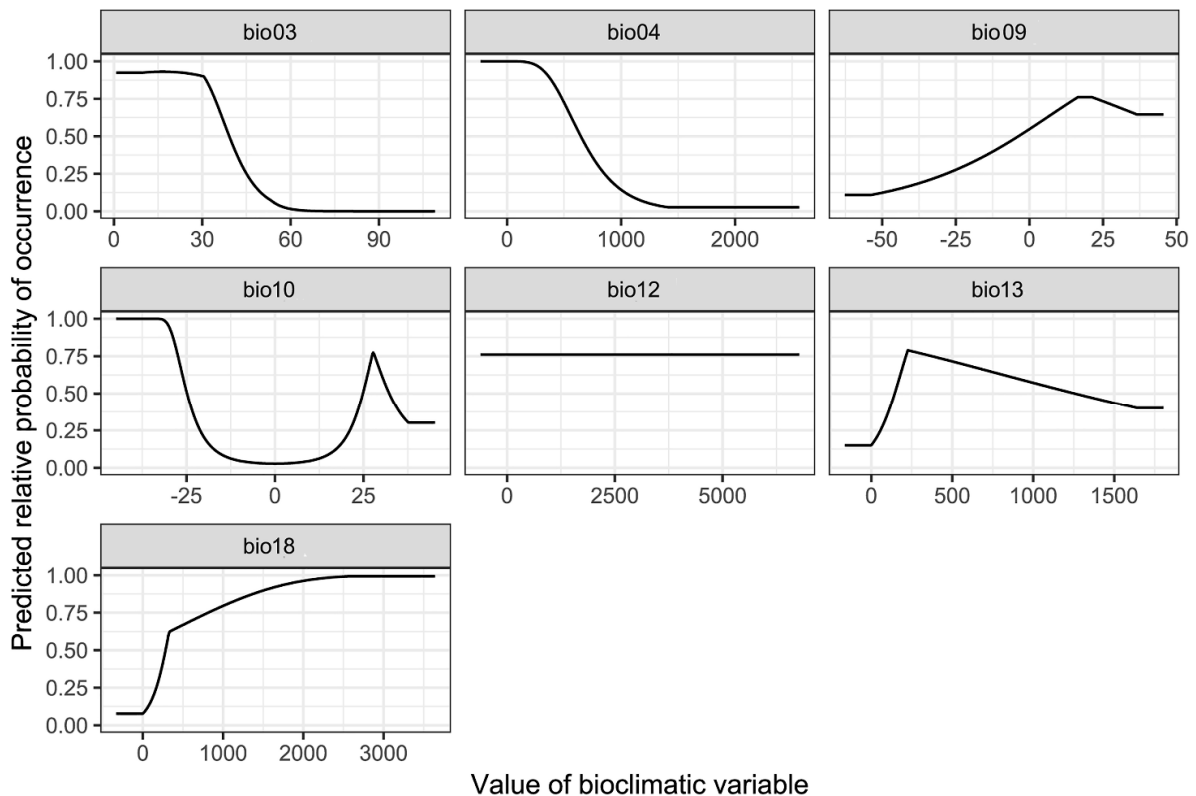 bio03 bio04 bio09
1.00
0.75
0.50
0.25
0.00
0 30 60 90 0 1000 2000 -50 -25 0 25 50
bio10 bio12 bio13
1.00
0.75
0.50
0.25
0.00
-25 0 25 0 2500 5000 0 500 1000 1500
bio18
1.00
0.75
0.50
0.25
0.00
0 1000 2000 3000
Predicted relative probability of occurrence
Value of bioclimatic variable